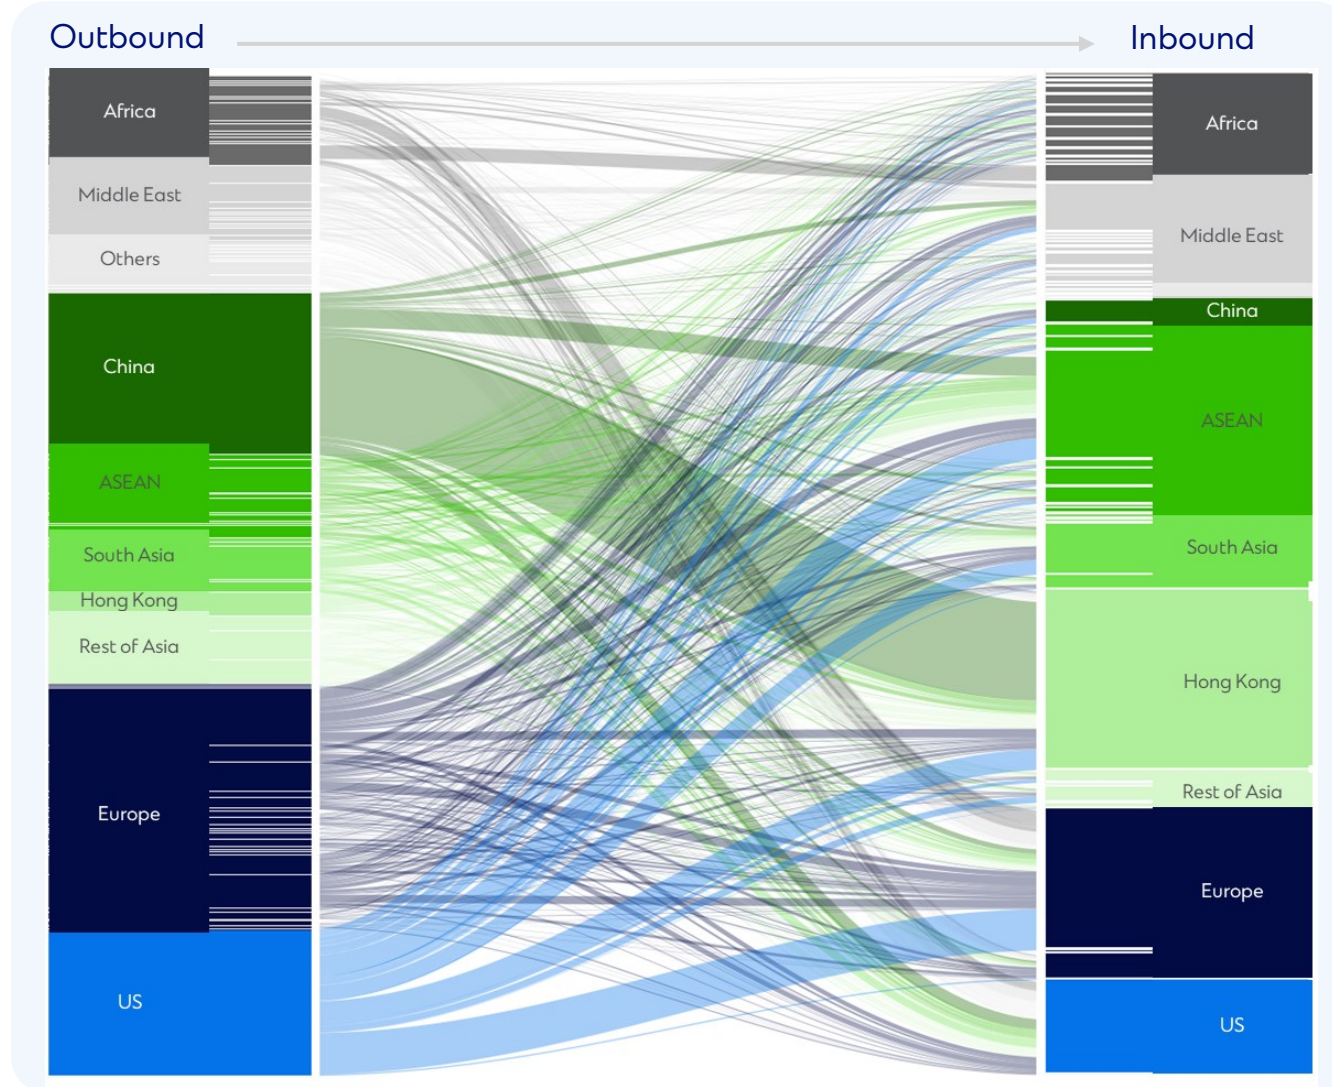 Outbound
Inbound
Africa
Middle East
Others
China
ASEAN
South Asia
Hong Kong
Rest of Asia
Europe
US
Africa
Middle East
China
ASEAN
South Asia
Hong Kong
Rest of Asia
Europe
US